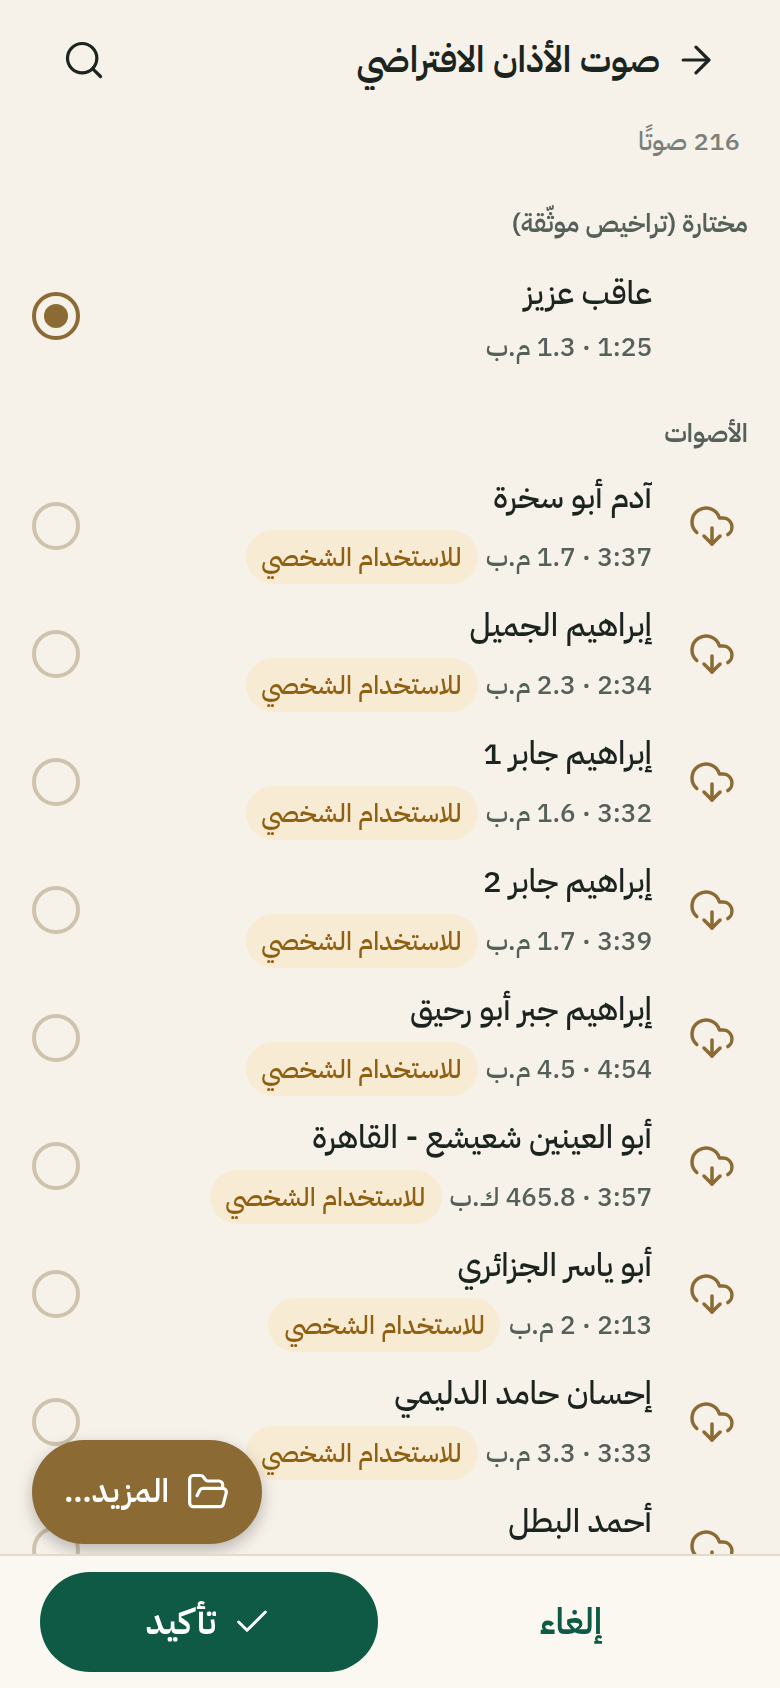 صوت الأذان الافتراضي
216 صوتًا
مختارة (تراخيص موثّقة)
عاقب عزيز
1:25 · 1.3 م.ب
الأصوات
آدم أبو سخرة
3:37 · 1.7 م.ب للاستخدام الشخصي
إبراهيم الجميل
2:34 · 2.3 م.ب للاستخدام الشخصي
إبراهيم جابر 1
3:32 · 1.6 م.ب للاستخدام الشخصي
إبراهيم جابر 2
3:39 · 1.7 م.ب للاستخدام الشخصي
إبراهيم جبر أبو رحيق
4:54 · 4.5 م.ب للاستخدام الشخصي
أبو العينين شعيشع - القاهرة
3:57 · 465.8 ك.ب للاستخدام الشخصي
أبو ياسر الجزائري
2:13 · 2 م.ب للاستخدام الشخصي
إحسان حامد الدليمي
3:33 · 3.3 م.ب للاستخدام الشخصي
المزيد...
أحمد البطل
إلغاء
تأكيد